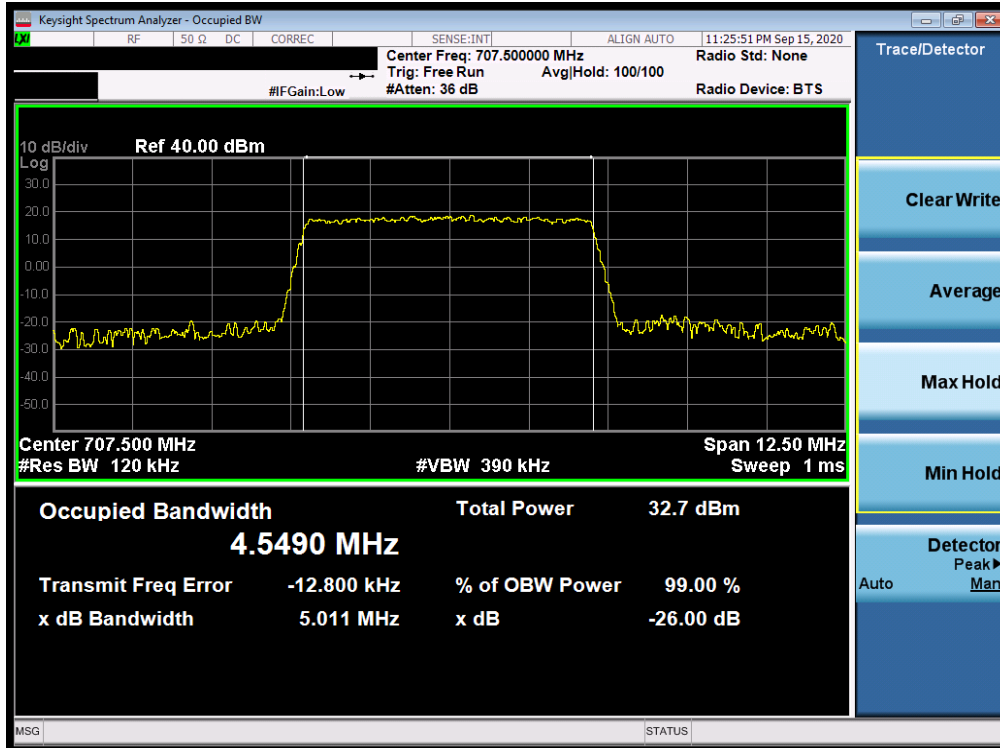 Keysight Spectrum Analyzer - Occupied BW
LXI RF 50 Ω DC CORREC SENSE:INT ALIGN AUTO 11:25:51 PM Sep 15, 2020
Center Freq: 707.500000 MHz Radio Std: None
Trig: Free Run Avg|Hold: 100/100
#IFGain:Low #Atten: 36 dB Radio Device: BTS
10 dB/div Ref 40.00 dBm
Log
30.0
20.0
10.0
0.00
-10.0
-20.0
-30.0
-40.0
-50.0
Center 707.500 MHz Span 12.50 MHz
#Res BW 120 kHz #VBW 390 kHz Sweep 1 ms
Occupied Bandwidth Total Power 32.7 dBm
4.5490 MHz
Transmit Freq Error -12.800 kHz % of OBW Power 99.00 %
x dB Bandwidth 5.011 MHz x dB -26.00 dB
MSG STATUS
Trace/Detector
Clear Write
Average
Max Hold
Min Hold
Detector
Peak▶
Auto Man